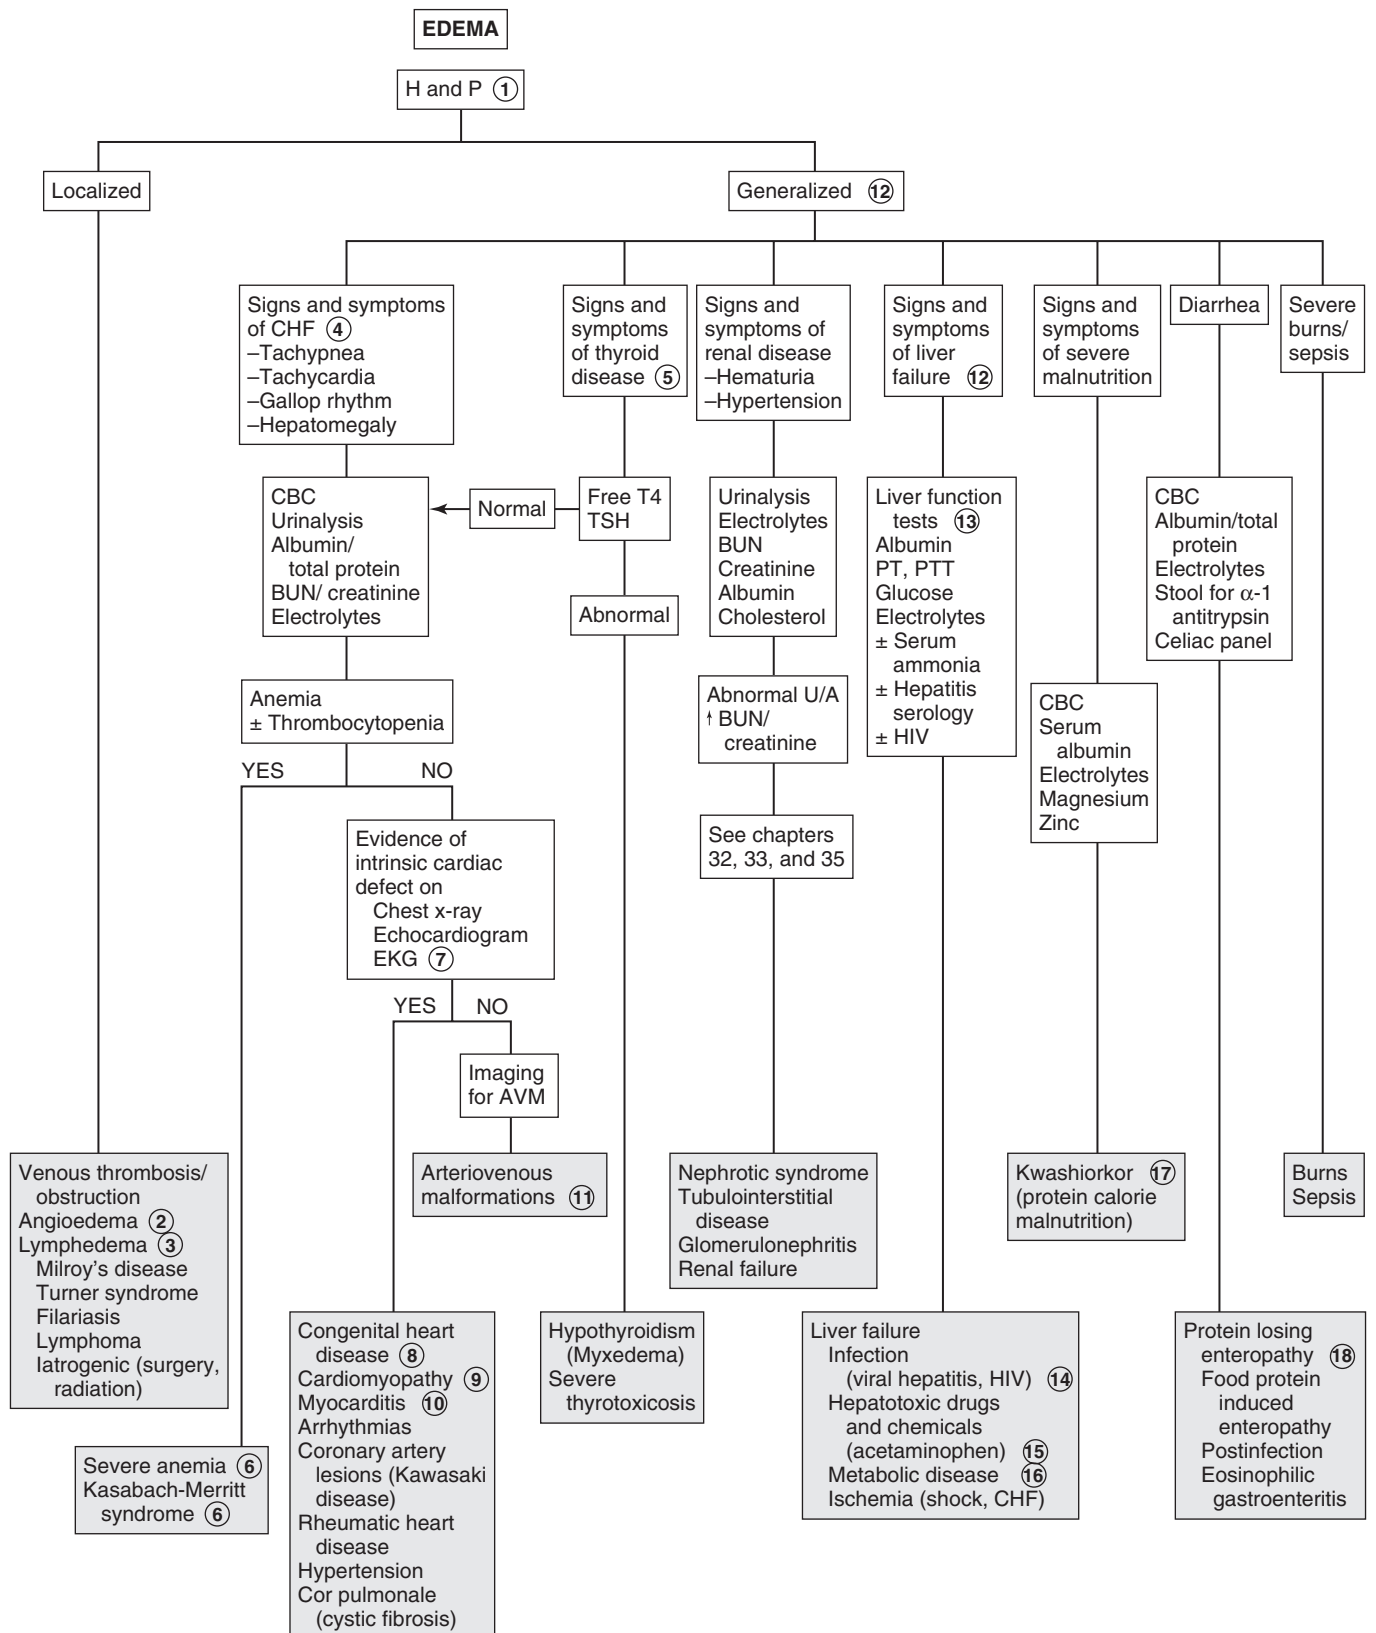 EDEMA
H and P ①
Localized
Generalized ⑫
Signs and symptoms
of CHF ④
–Tachypnea
–Tachycardia
–Gallop rhythm
–Hepatomegaly
Signs and
symptoms
of thyroid
disease ⑤
Signs and
symptoms of
renal disease
–Hematuria
–Hypertension
Signs and
symptoms
of liver
failure ⑫
Signs and
symptoms
of severe
malnutrition
Diarrhea
Severe
burns/
sepsis
CBC
Urinalysis
Albumin/
total protein
BUN/ creatinine
Electrolytes
Normal
Free T4
TSH
Abnormal
Urinalysis
Electrolytes
BUN
Creatinine
Albumin
Cholesterol
Liver function
tests ⑬
Albumin
PT, PTT
Glucose
Electrolytes
± Serum
ammonia
± Hepatitis
serology
± HIV
CBC
Albumin/total
protein
Electrolytes
Stool for α-1
antitrypsin
Celiac panel
Anemia
± Thrombocytopenia
Abnormal U/A
↑ BUN/
creatinine
CBC
Serum
albumin
Electrolytes
Magnesium
Zinc
YES
NO
Evidence of
intrinsic cardiac
defect on
Chest x-ray
Echocardiogram
EKG ⑦
See chapters
32, 33, and 35
YES
NO
Imaging
for AVM
Venous thrombosis/
obstruction
Angioedema ②
Lymphedema ③
Milroy’s disease
Turner syndrome
Filariasis
Lymphoma
Iatrogenic (surgery,
radiation)
Arteriovenous
malformations ⑪
Nephrotic syndrome
Tubulointerstitial
disease
Glomerulonephritis
Renal failure
Kwashiorkor ⑰
(protein calorie
malnutrition)
Burns
Sepsis
Severe anemia ⑥
Kasabach-Merritt
syndrome ⑥
Congenital heart
disease ⑧
Cardiomyopathy ⑨
Myocarditis ⑩
Arrhythmias
Coronary artery
lesions (Kawasaki
disease)
Rheumatic heart
disease
Hypertension
Cor pulmonale
(cystic fibrosis)
Hypothyroidism
(Myxedema)
Severe
thyrotoxicosis
Liver failure
Infection
(viral hepatitis, HIV) ⑭
Hepatotoxic drugs
and chemicals
(acetaminophen) ⑮
Metabolic disease ⑯
Ischemia (shock, CHF)
Protein losing
enteropathy ⑱
Food protein
induced
enteropathy
Postinfection
Eosinophilic
gastroenteritis